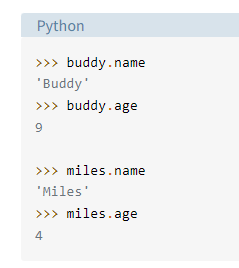 Python
>>> buddy.name
'Buddy'
>>> buddy.age
9
>>> miles.name
'Miles'
>>> miles.age
4